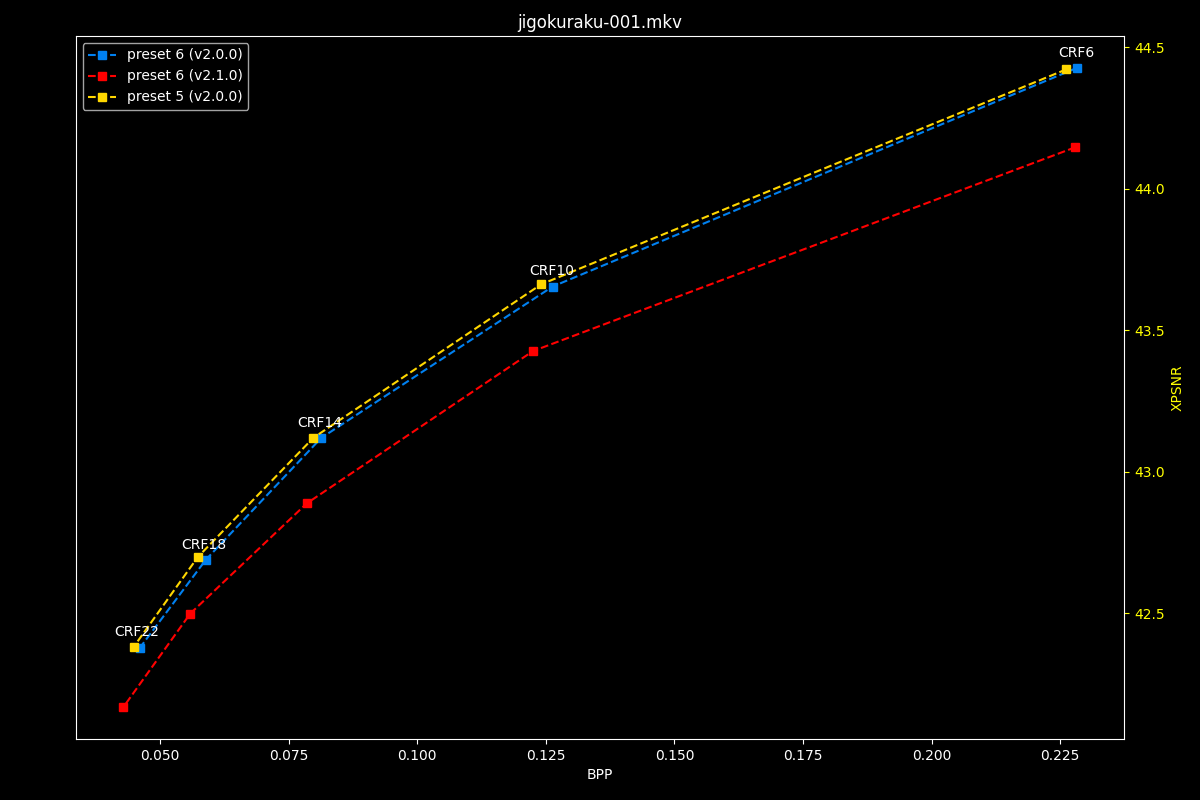 jigokuraku-001.mkv
preset 6 (v2.0.0)
preset 6 (v2.1.0)
preset 5 (v2.0.0)
CRF6
CRF10
CRF14
CRF18
CRF22
44.5
44.0
43.5
43.0
42.5
XPSNR
0.050 0.075 0.100 0.125 0.150 0.175 0.200 0.225
BPP